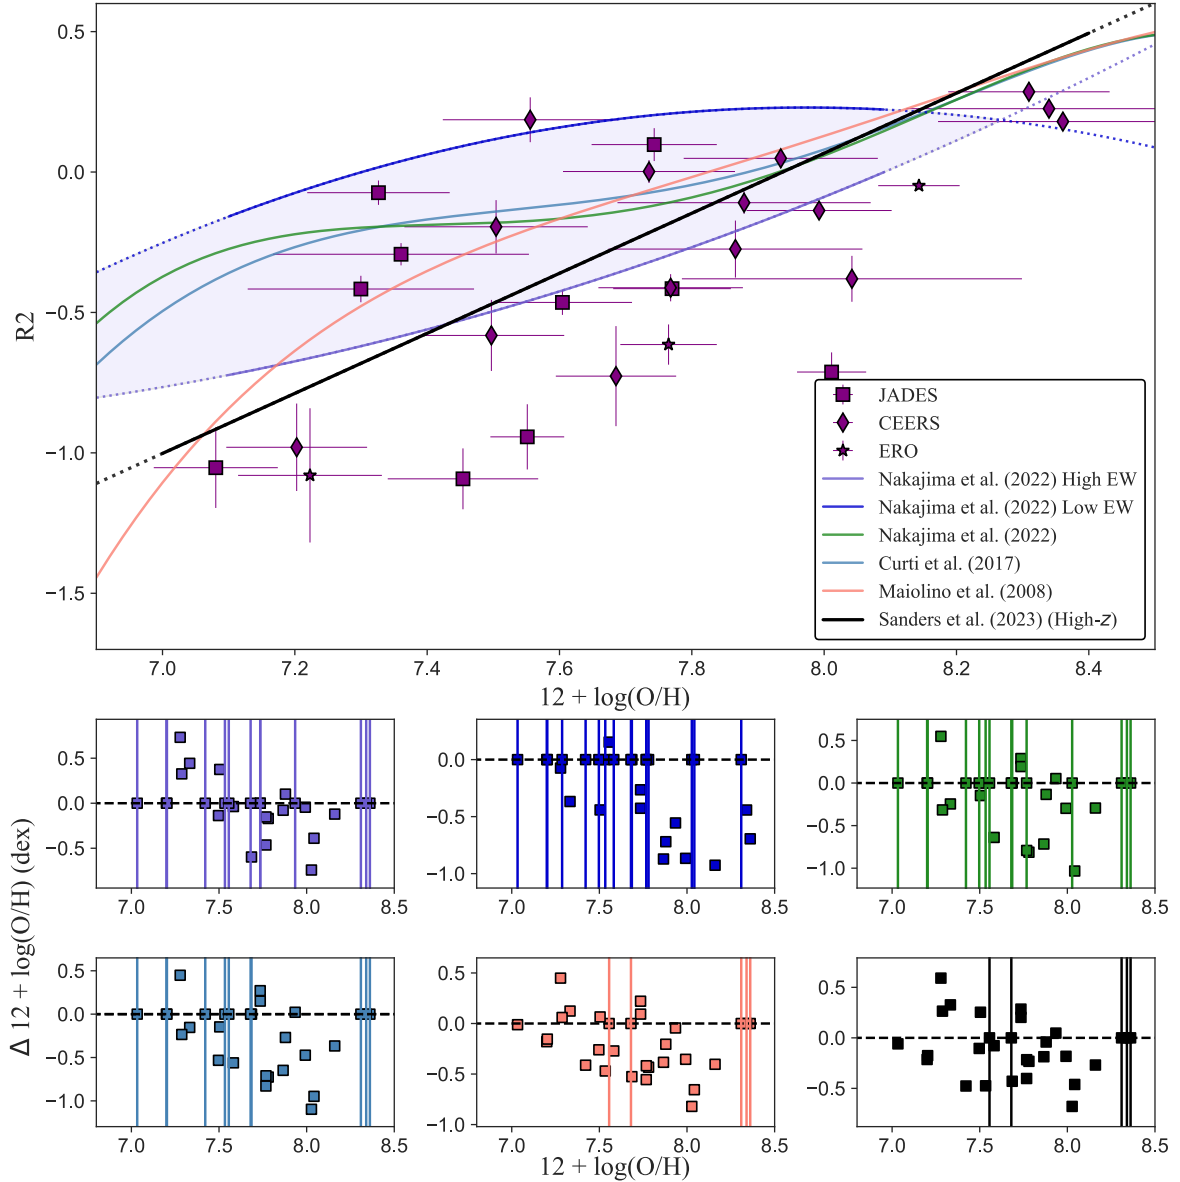 0.5
0.0
−0.5
−1.0
−1.5
R2
7.0 7.2 7.4 7.6 7.8 8.0 8.2 8.4
12 + log(O/H)
JADES
CEERS
ERO
Nakajima et al. (2022) High EW
Nakajima et al. (2022) Low EW
Nakajima et al. (2022)
Curti et al. (2017)
Maiolino et al. (2008)
Sanders et al. (2023) (High-z)
Δ 12 + log(O/H) (dex)
0.5
0.0
−0.5
7.0 7.5 8.0 8.5
0.0
−0.5
−1.0
7.0 7.5 8.0 8.5
0.5
0.0
−0.5
−1.0
7.0 7.5 8.0 8.5
0.5
0.0
−0.5
−1.0
7.0 7.5 8.0 8.5
0.5
0.0
−0.5
−1.0
7.0 7.5 8.0 8.5
0.5
0.0
−0.5
7.0 7.5 8.0 8.5
12 + log(O/H)